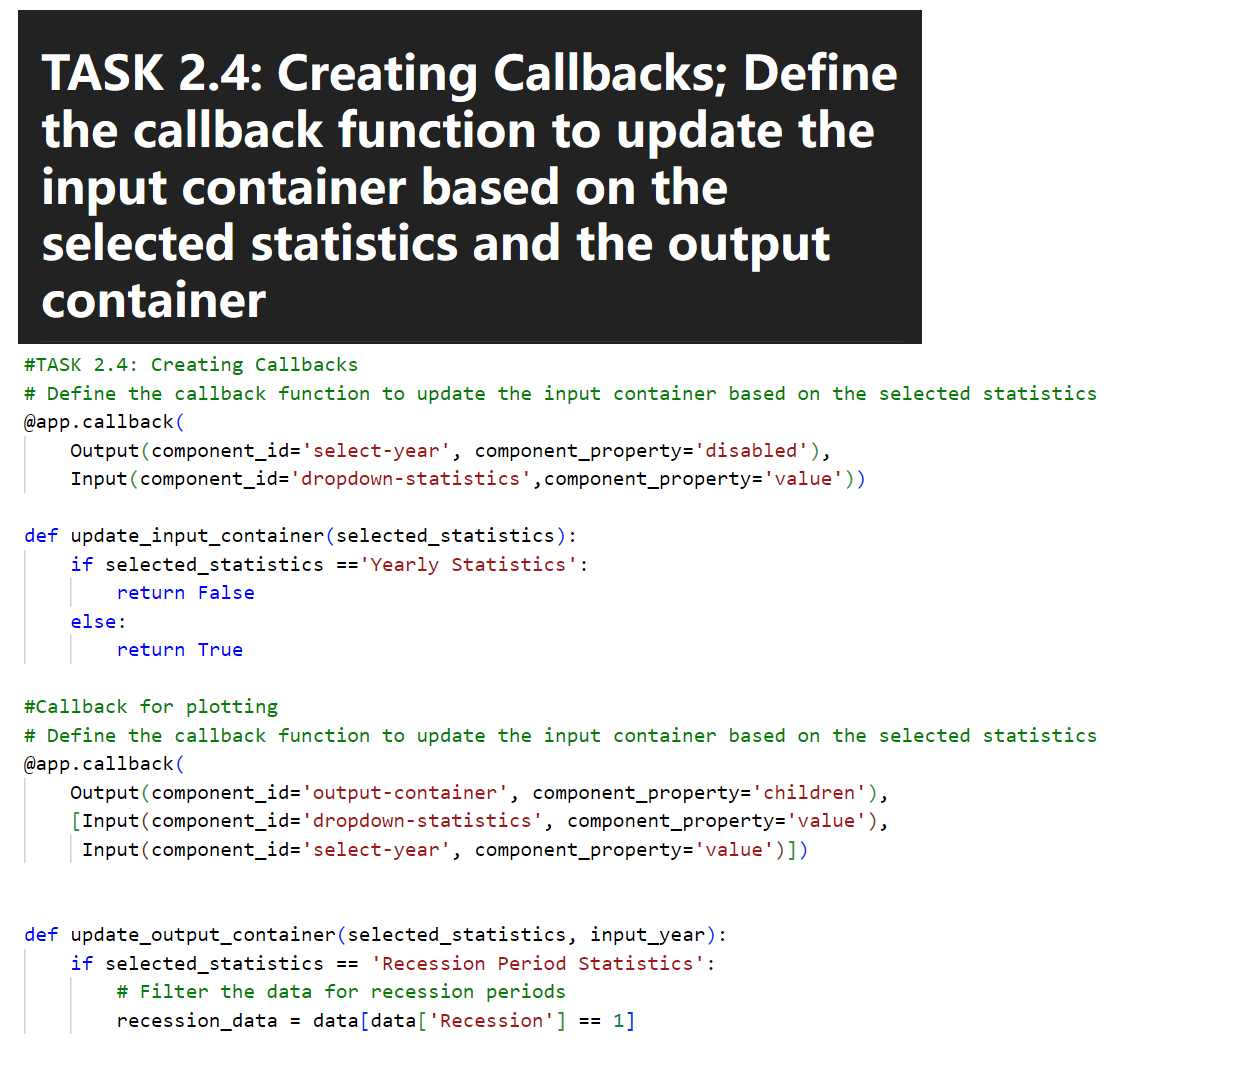 TASK 2.4: Creating Callbacks; Define
the callback function to update the
input container based on the
selected statistics and the output
container
#TASK 2.4: Creating Callbacks
# Define the callback function to update the input container based on the selected statistics
@app.callback(
    Output(component_id='select-year', component_property='disabled'),
    Input(component_id='dropdown-statistics',component_property='value'))
def update_input_container(selected_statistics):
    if selected_statistics =='Yearly Statistics':
        return False
    else:
        return True
#Callback for plotting
# Define the callback function to update the input container based on the selected statistics
@app.callback(
    Output(component_id='output-container', component_property='children'),
    [Input(component_id='dropdown-statistics', component_property='value'),
     Input(component_id='select-year', component_property='value')])
def update_output_container(selected_statistics, input_year):
    if selected_statistics == 'Recession Period Statistics':
        # Filter the data for recession periods
        recession_data = data[data['Recession'] == 1]